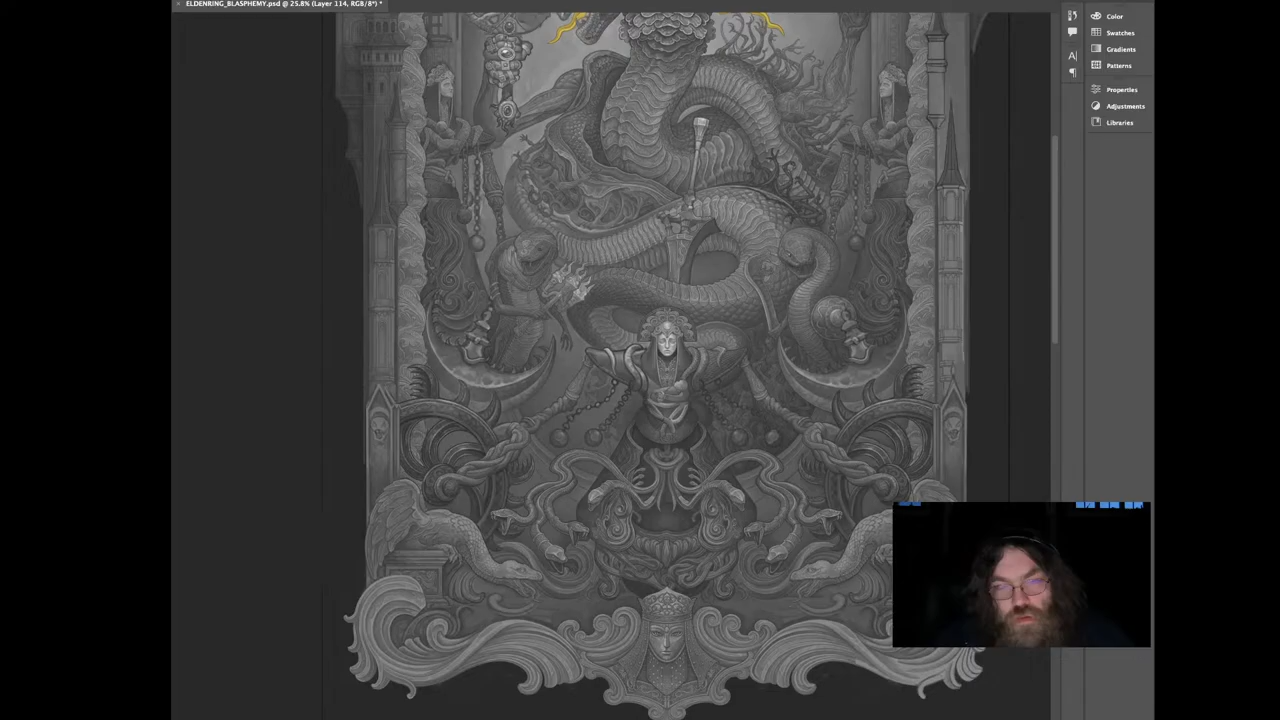 ELDENRING_BLASPHEMY.psd @ 25.8% (Layer 114, RGB/8*) *
Color
Swatches
Gradients
Patterns
Properties
Adjustments
Libraries